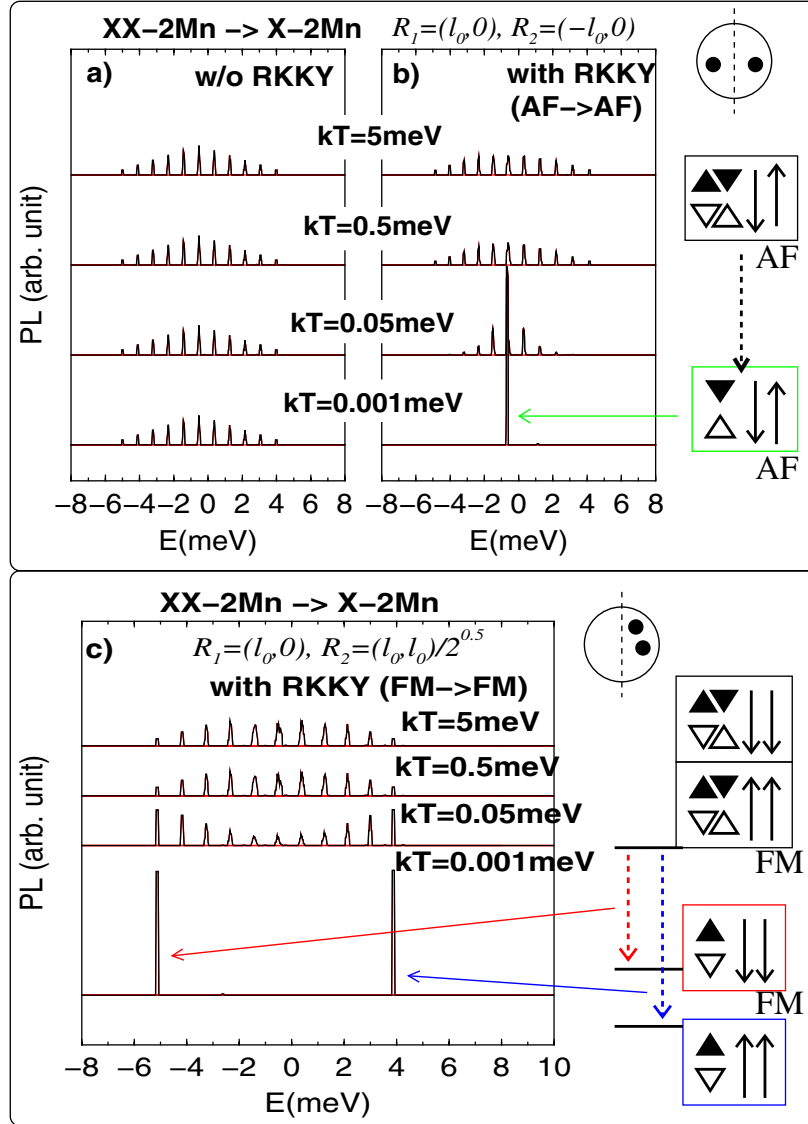 XX−2Mn −> X−2Mn
R1=(l0,0), R2=(−l0,0)
a)
w/o RKKY
b)
with RKKY
(AF−>AF)
kT=5meV
kT=0.5meV
kT=0.05meV
kT=0.001meV
PL (arb. unit)
−8 −6 −4 −2 0 2 4 6 8
−8 −6 −4 −2 0 2 4 6 8
E(meV)
E(meV)
AF
AF
XX−2Mn −> X−2Mn
c)
R1=(l0,0), R2=(l0,l0)/2^0.5
with RKKY (FM−>FM)
kT=5meV
kT=0.5meV
kT=0.05meV
kT=0.001meV
PL (arb. unit)
−8 −6 −4 −2 0 2 4 6 8 10
E(meV)
FM
FM